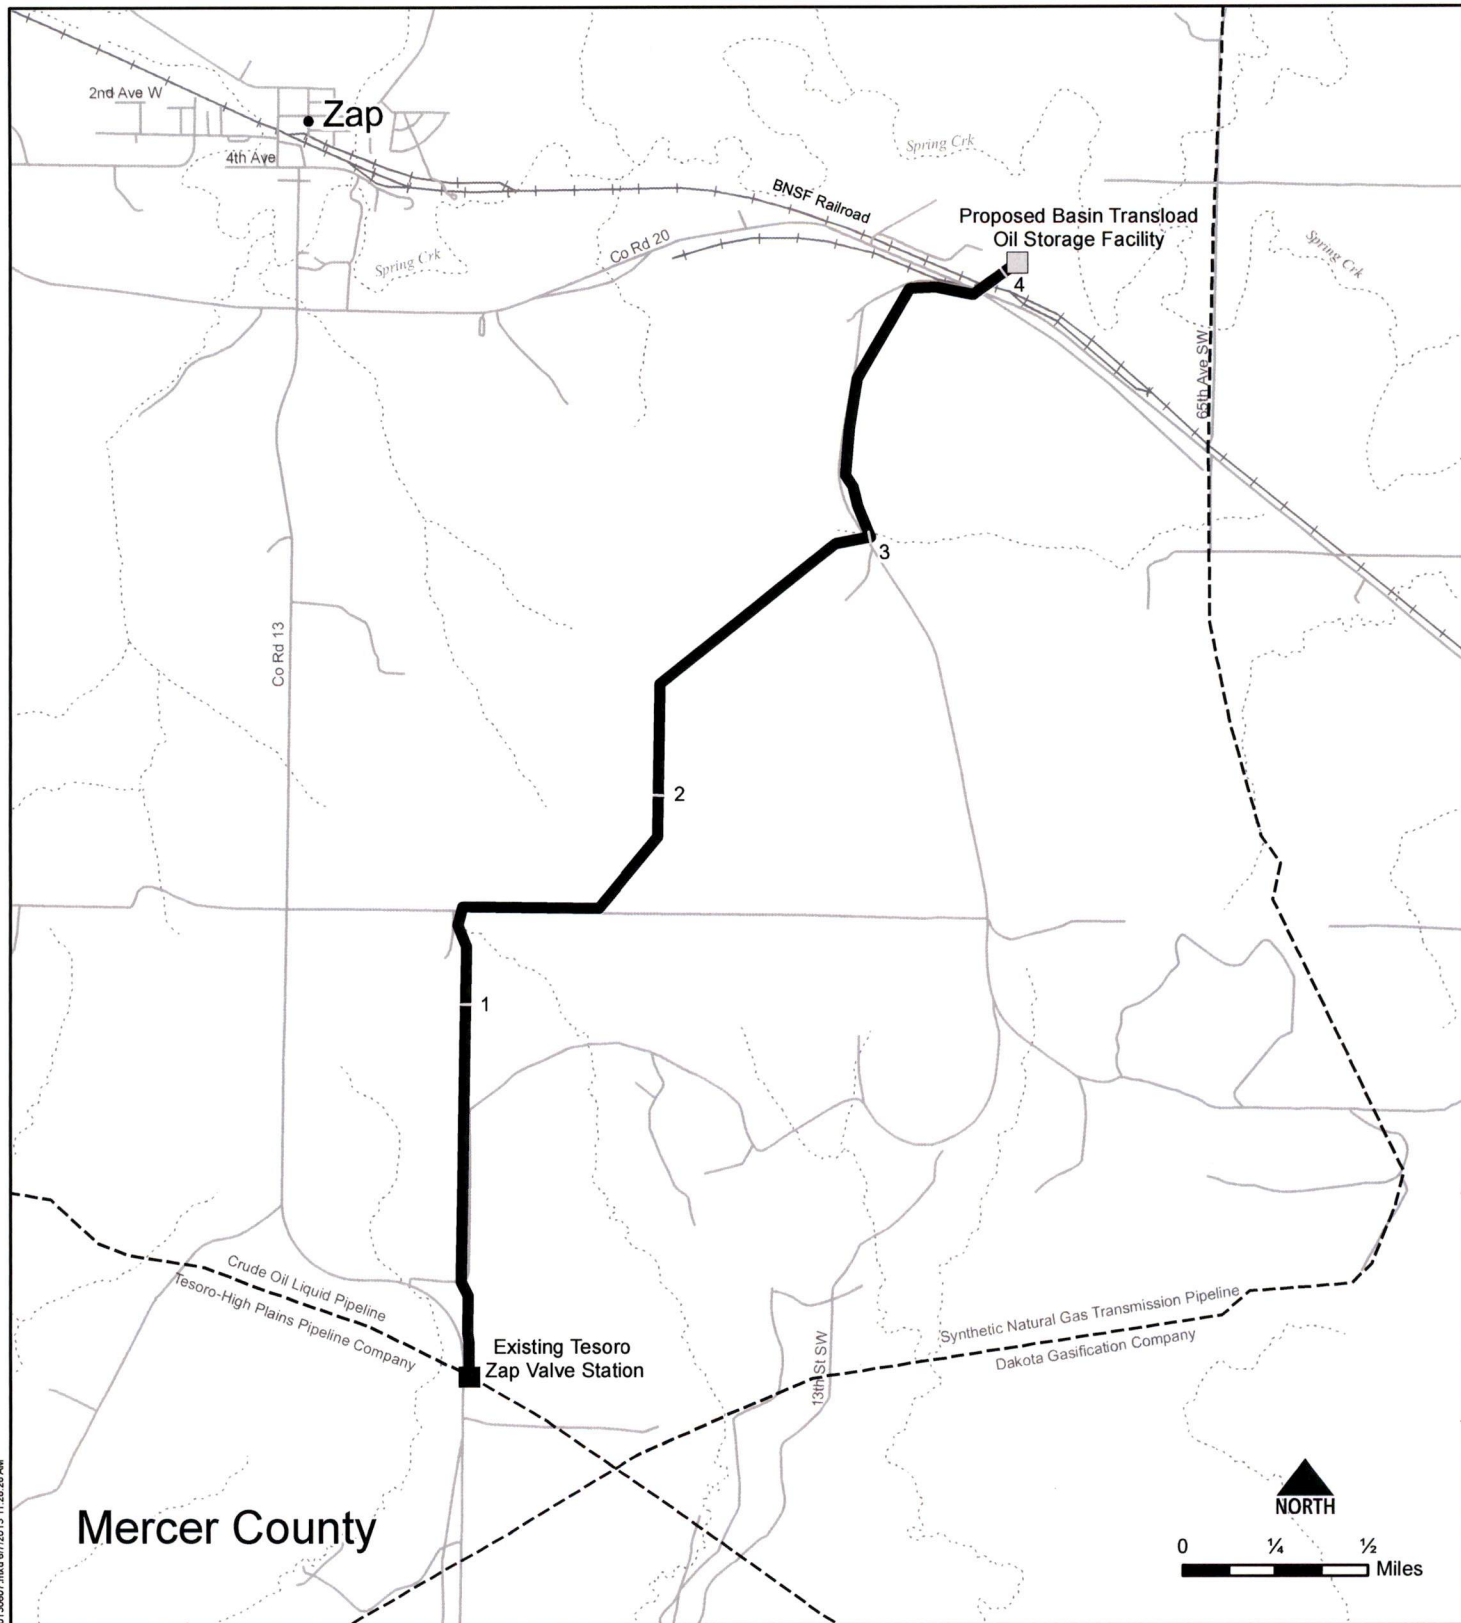 2nd Ave W
Zap
4th Ave
Spring Crk
BNSF Railroad
Proposed Basin Transload
Oil Storage Facility
Co Rd 20
Spring Crk
Spring Crk
4
65th Ave SW
3
Co Rd 13
2
1
Crude Oil Liquid Pipeline
Tesoro-High Plains Pipeline Company
Existing Tesoro
Zap Valve Station
Synthetic Natural Gas Transmission Pipeline
Dakota Gasification Company
13th St SW
Mercer County
NORTH
0 ¼ ½
Miles